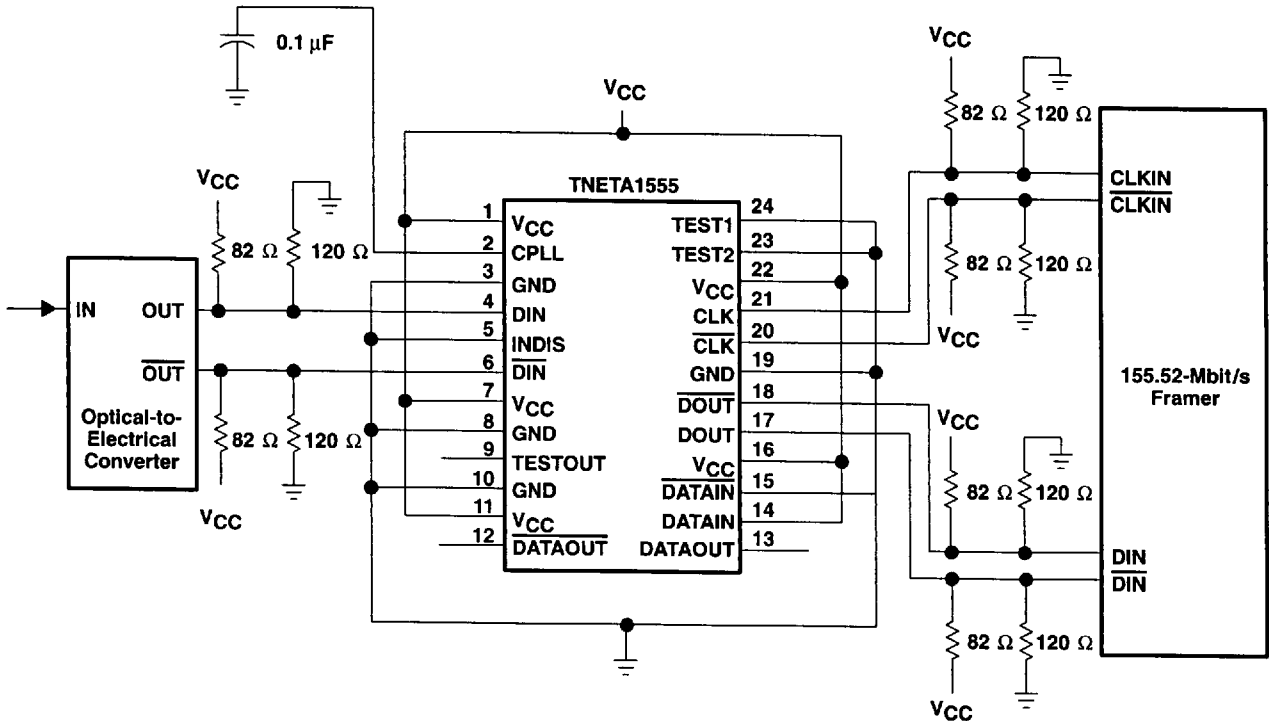 0.1 μF
VCC
82 Ω
120 Ω
IN
OUT
OUT
Optical-to-
Electrical
Converter
82 Ω
120 Ω
VCC
VCC
TNETA1555
1
VCC
2
CPLL
3
GND
4
DIN
5
INDIS
6
DIN
7
VCC
8
GND
9
TESTOUT
10
GND
11
VCC
12
DATAOUT
24
TEST1
23
TEST2
22
VCC
21
CLK
20
CLK
19
GND
18
DOUT
17
DOUT
16
VCC
15
DATAIN
14
DATAIN
13
DATAOUT
VCC
82 Ω
120 Ω
82 Ω
120 Ω
VCC
VCC
82 Ω
120 Ω
82 Ω
120 Ω
VCC
CLKIN
CLKIN
155.52-Mbit/s
Framer
DIN
DIN